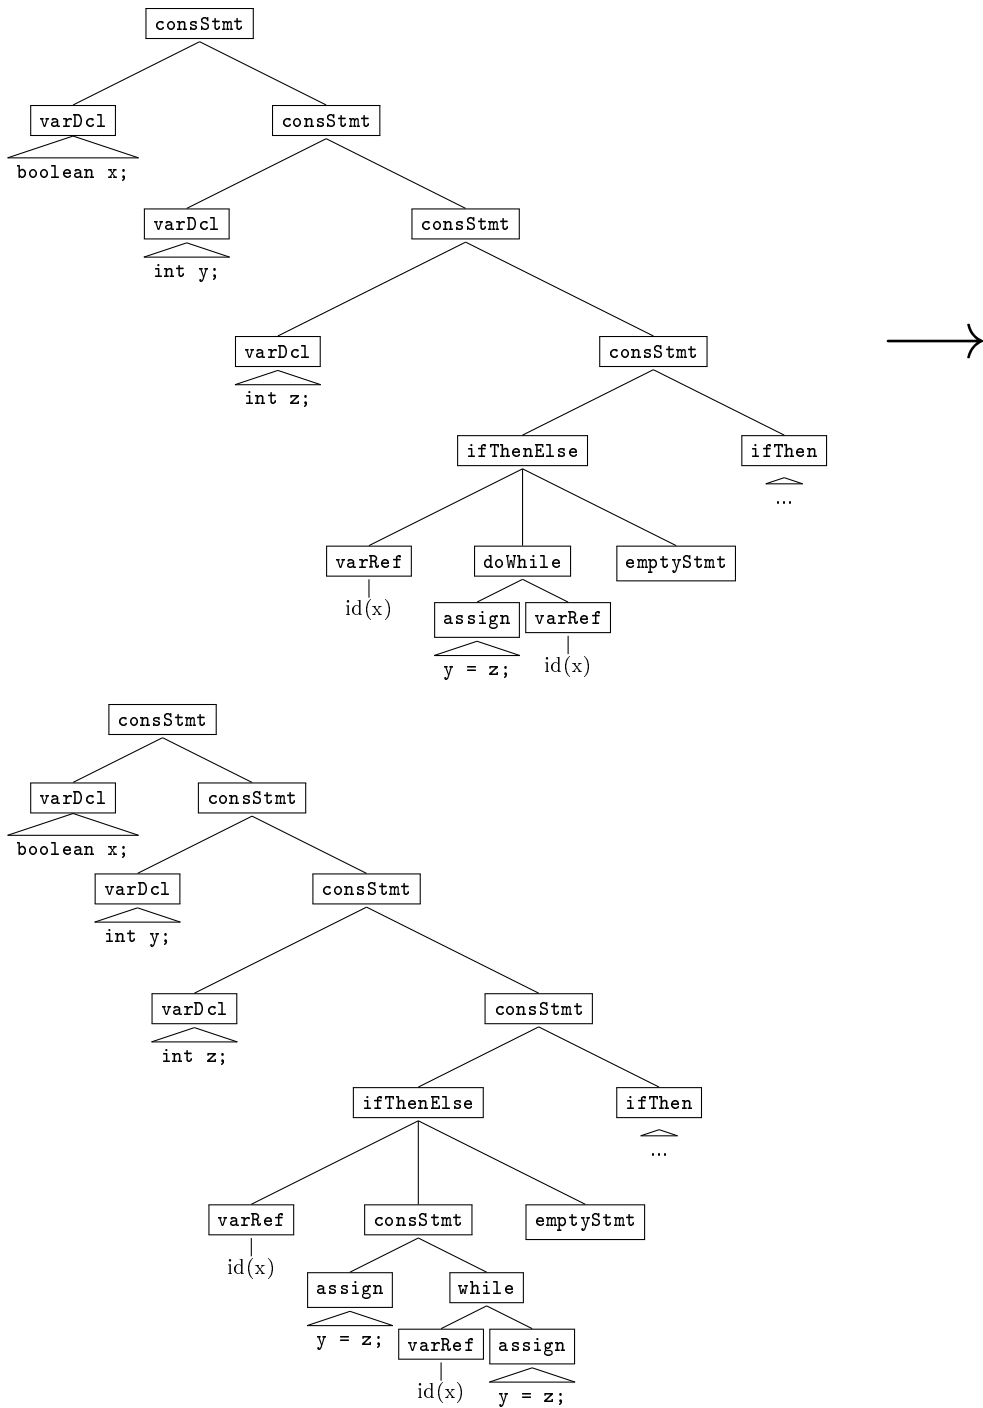 consStmt
varDcl consStmt
boolean x;
varDcl consStmt
int y;
varDcl consStmt
int z;
ifThenElse ifThen
...
varRef doWhile emptyStmt
id(x) assign varRef
y = z; id(x)
consStmt
varDcl consStmt
boolean x;
varDcl consStmt
int y;
varDcl consStmt
int z;
ifThenElse ifThen
...
varRef consStmt emptyStmt
id(x) assign while
y = z; varRef assign
id(x) y = z;